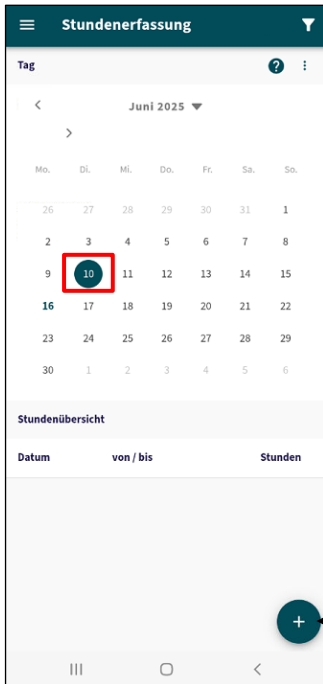 Stundenerfassung
Tag
Juni 2025
Mo. Di. Mi. Do. Fr. Sa. So.
26 27 28 29 30 31 1
2 3 4 5 6 7 8
9 10 11 12 13 14 15
16 17 18 19 20 21 22
23 24 25 26 27 28 29
30 1 2 3 4 5 6
Stundenübersicht
Datum von / bis Stunden